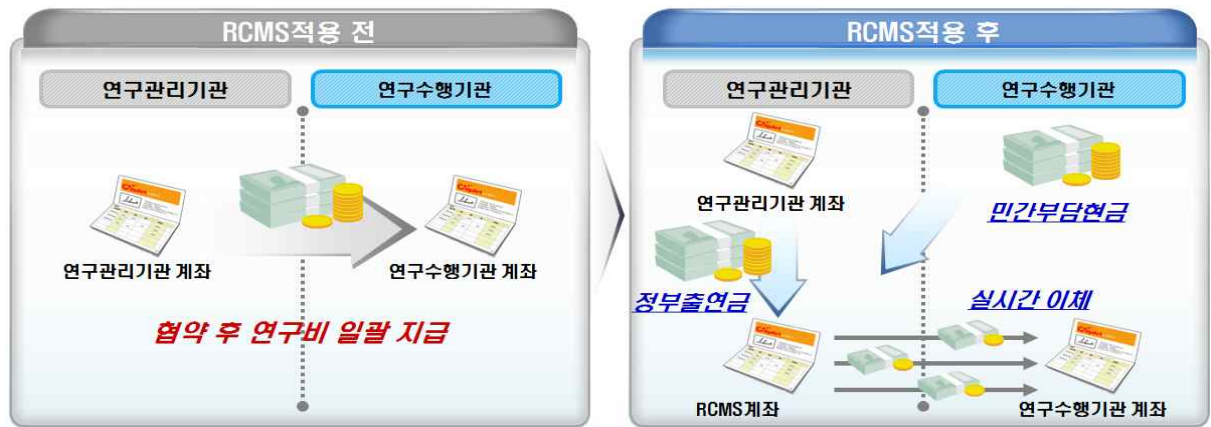 RCMS적용 전
연구관리기관
연구수행기관
연구관리기관 계좌
연구수행기관 계좌
협약 후 연구비 일괄 지급
RCMS적용 후
연구관리기관
연구수행기관
연구관리기관 계좌
민간부담현금
정부출연금
실시간 이체
RCMS계좌
연구수행기관 계좌